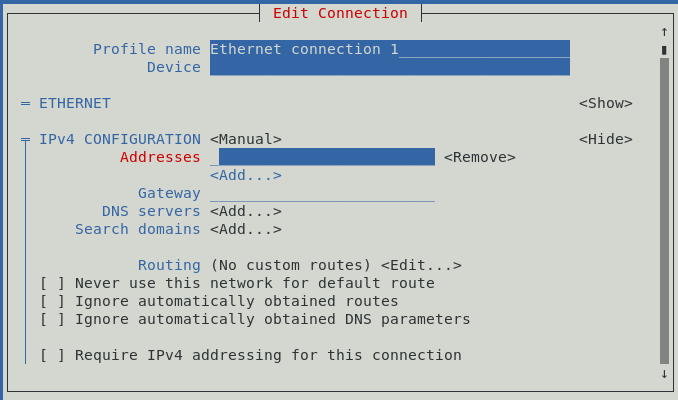 Edit Connection
Profile name Ethernet connection 1
Device
= ETHERNET <Show>
= IPv4 CONFIGURATION <Manual> <Hide>
Addresses <Remove>
<Add...>
Gateway
DNS servers <Add...>
Search domains <Add...>
Routing (No custom routes) <Edit...>
[ ] Never use this network for default route
[ ] Ignore automatically obtained routes
[ ] Ignore automatically obtained DNS parameters
[ ] Require IPv4 addressing for this connection